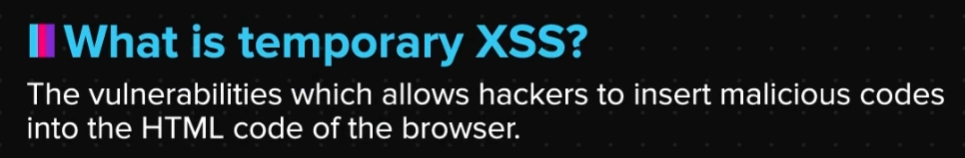 What is temporary XSS?
The vulnerabilities which allows hackers to insert malicious codes
into the HTML code of the browser.